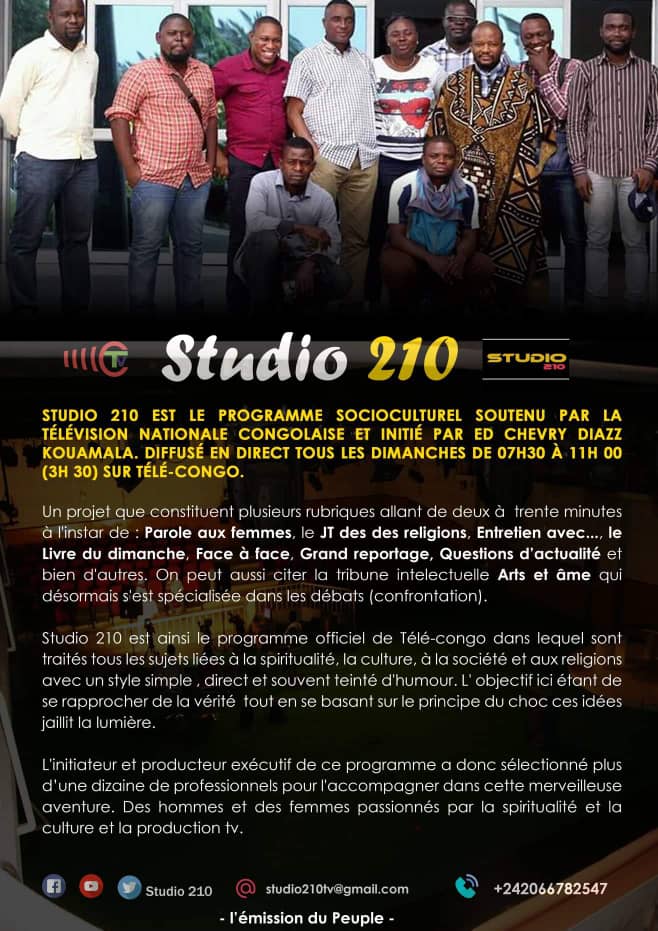 TV
Studio 210
STUDIO
210
STUDIO 210 EST LE PROGRAMME SOCIOCULTUREL SOUTENU PAR LA
TÉLÉVISION NATIONALE CONGOLAISE ET INITIÉ PAR ED CHEVRY DIAZZ
KOUAMALA. DIFFUSÉ EN DIRECT TOUS LES DIMANCHES DE 07H30 À 11H 00
(3H 30) SUR TÉLÉ-CONGO.
Un projet que constituent plusieurs rubriques allant de deux à trente minutes
à l'instar de : Parole aux femmes, le JT des des religions, Entretien avec..., le
Livre du dimanche, Face à face, Grand reportage, Questions d'actualité et
bien d'autres. On peut aussi citer la tribune intelectuelle Arts et âme qui
désormais s'est spécialisée dans les débats (confrontation).
Studio 210 est ainsi le programme officiel de Télé-congo dans lequel sont
traités tous les sujets liées à la spiritualité, la culture, à la société et aux religions
avec un style simple , direct et souvent teinté d'humour. L' objectif ici étant de
se rapprocher de la vérité tout en se basant sur le principe du choc ces idées
jaillit la lumière.
L'initiateur et producteur exécutif de ce programme a donc sélectionné plus
d'une dizaine de professionnels pour l'accompagner dans cette merveilleuse
aventure. Des hommes et des femmes passionnés par la spiritualité et la
culture et la production tv.
Studio 210 @ studio210tv@gmail.com +242066782547
- l'émission du Peuple -